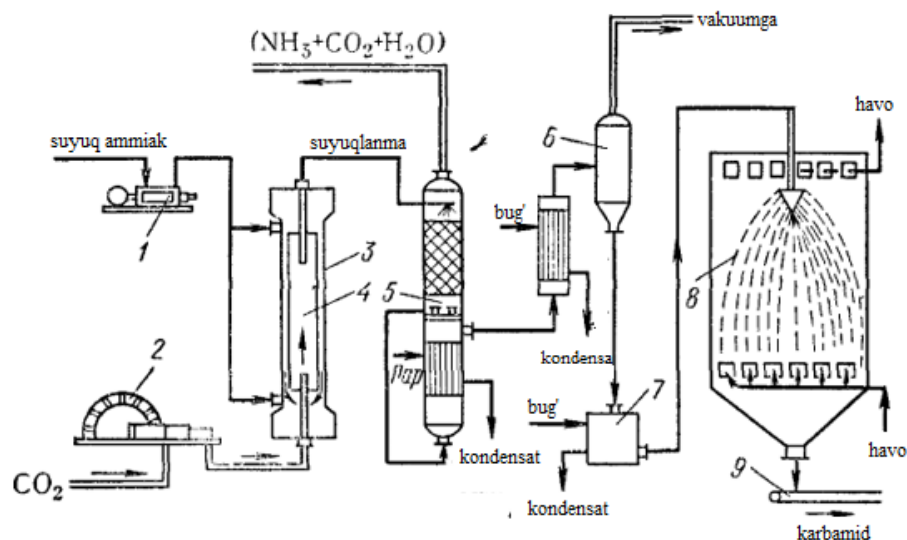 (NH₃+CO₂+H₂O)
vakuumga
havo
suyuq ammiak
suyuqlanma
6
bug'
1
3
4
5
8
2
Пар
kondensa
7
bug'
kondensat
havo
CO₂
kondensat
9
karbamid